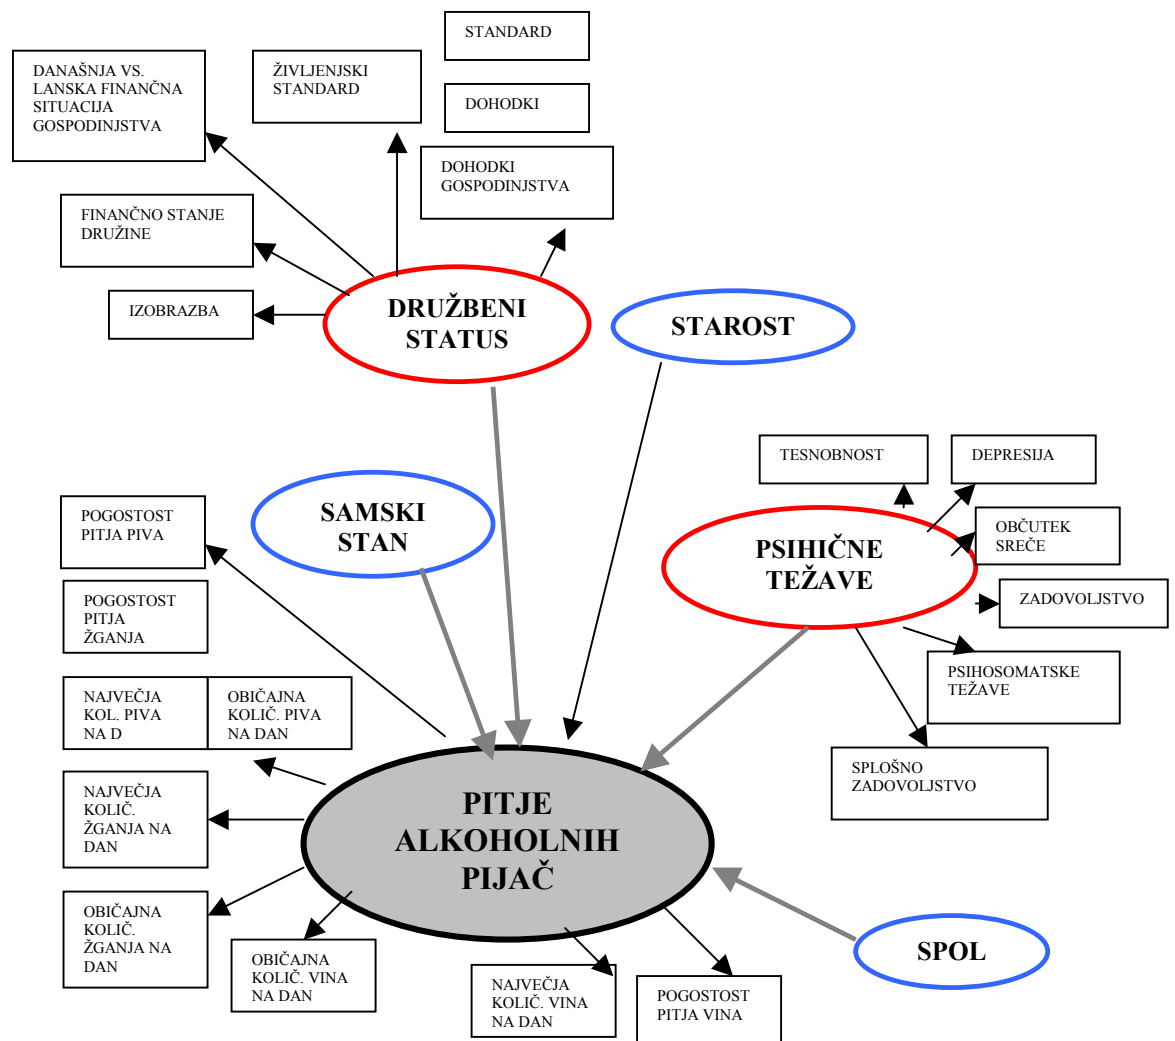 STANDARD
DANAŠNJA VS.
LANSKA FINANČNA
SITUACIJA
GOSPODINJSTVA
ŽIVLJENJSKI
STANDARD
DOHODKI
DOHODKI
GOSPODINJSTVA
FINANČNO STANJE
DRUŽINE
IZOBRAZBA
DRUŽBENI
STATUS
STAROST
TESNOBNOST
DEPRESIJA
POGOSTOST
PITJA PIVA
SAMSKI
STAN
PSIHIČNE
TEŽAVE
OBČUTEK
SREČE
POGOSTOST
PITJA
ŽGANJA
ZADOVOLJSTVO
NAJVEČJA
KOL. PIVA
NA D
OBIČAJNA
KOLIČ. PIVA
NA DAN
PSIHOSOMATSKE
TEŽAVE
SPLOŠNO
ZADOVOLJSTVO
NAJVEČJA
KOLIČ.
ŽGANJA NA
DAN
PITJE
ALKOHOLNIH
PIJAČ
OBIČAJNA
KOLIČ.
ŽGANJA NA
DAN
OBIČAJNA
KOLIČ. VINA
NA DAN
NAJVEČJA
KOLIČ. VINA
NA DAN
POGOSTOST
PITJA VINA
SPOL